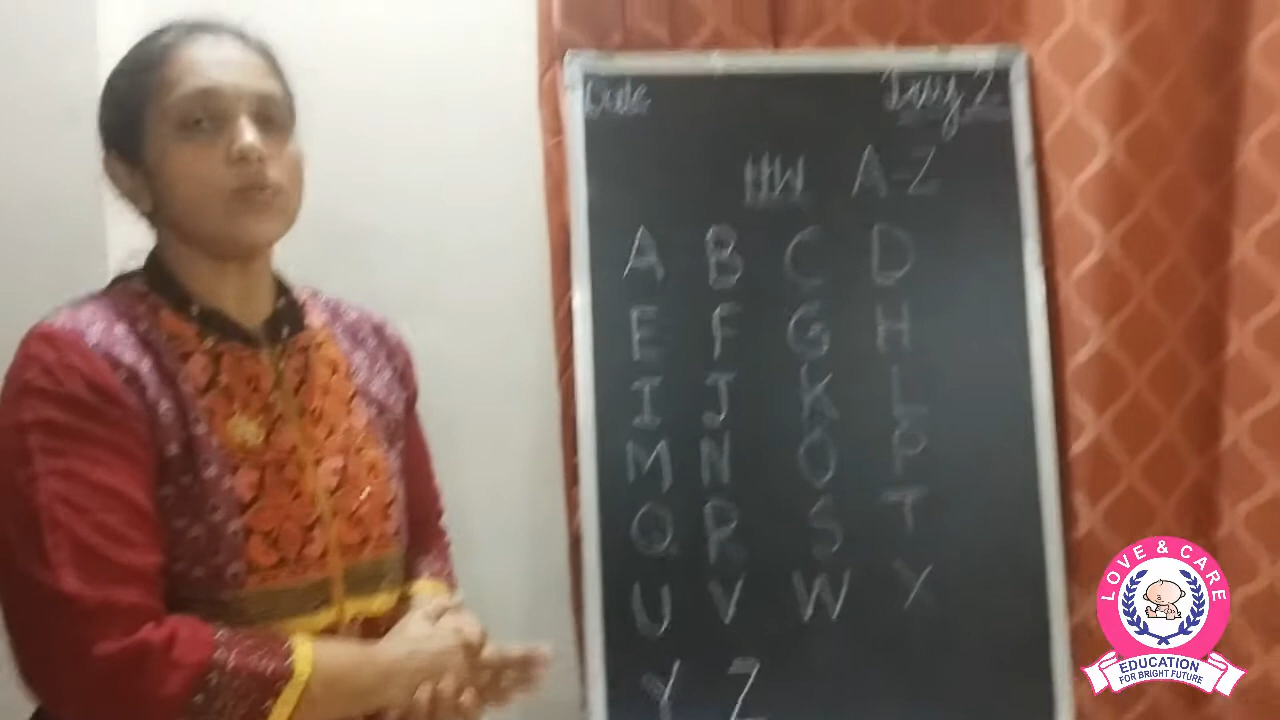 Date Day 2
HW A-Z
A B C D
E F G H
I J K L
M N O P
Q R S T
U V W X
Y Z
LOVE & CARE
EDUCATION
FOR BRIGHT FUTURE